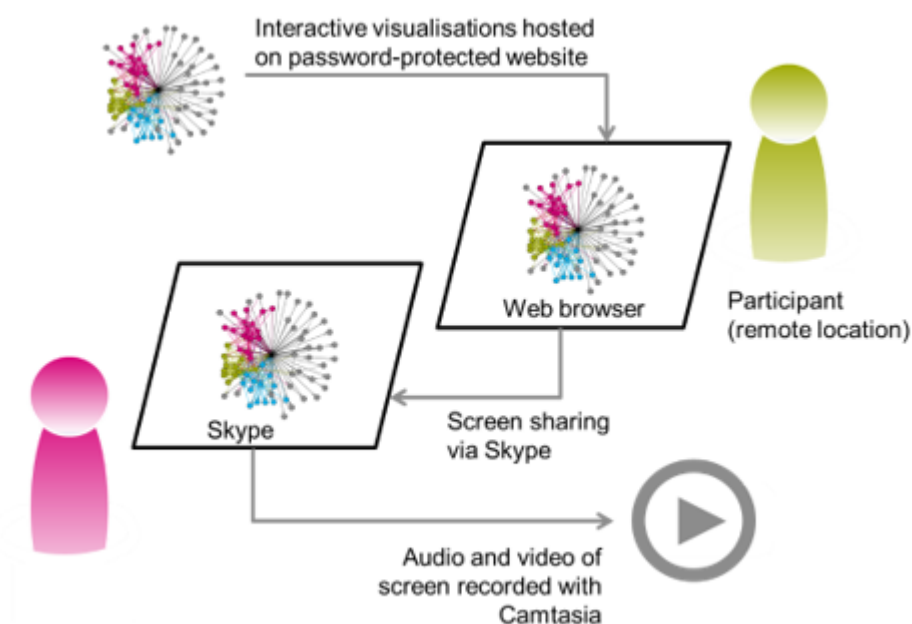 Interactive visualisations hosted
on password-protected website
Web browser
Participant
(remote location)
Skype
Screen sharing
via Skype
Audio and video of
screen recorded with
Camtasia